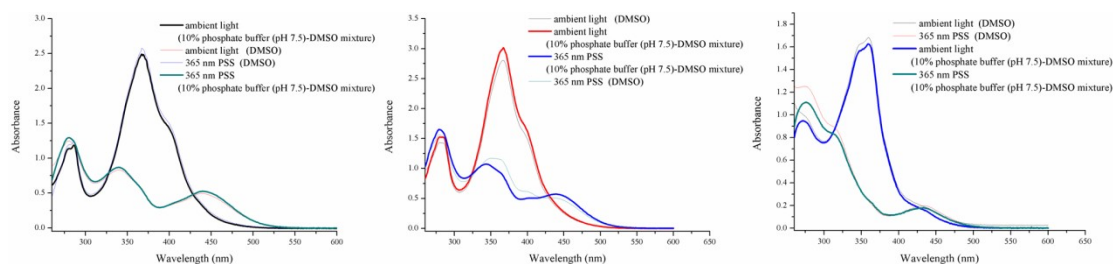 ambient light
(10% phosphate buffer (pH 7.5)-DMSO mixture)
ambient light (DMSO)
365 nm PSS (DMSO)
365 nm PSS
(10% phosphate buffer (pH 7.5)-DMSO mixture)
3.0
2.5
2.0
1.5
1.0
0.5
0.0
Absorbance
300 350 400 450 500 550 600
Wavelength (nm)
ambient light (DMSO)
ambient light
(10% phosphate buffer (pH 7.5)-DMSO mixture)
365 nm PSS
(10% phosphate buffer (pH 7.5)-DMSO mixture)
365 nm PSS (DMSO)
3.5
3.0
2.5
2.0
1.5
1.0
0.5
0.0
Absorbance
300 350 400 450 500 550 600 650
Wavelength (nm)
ambient light (DMSO)
365 nm PSS (DMSO)
ambient light
(10% phosphate buffer (pH 7.5)-DMSO mixture)
365 nm PSS
(10% phosphate buffer (pH 7.5)-DMSO mixture)
1.8
1.6
1.4
1.2
1.0
0.8
0.6
0.4
0.2
0.0
Absorbance
300 350 400 450 500 550 600 650
Wavelength (nm)